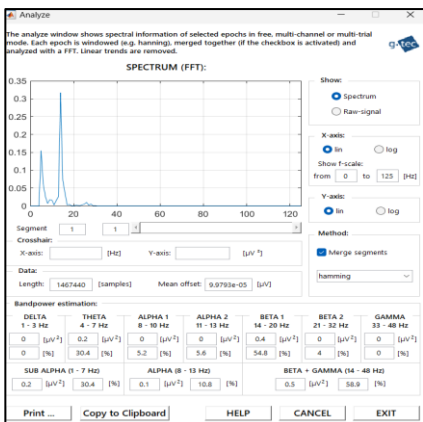 Analyze
The analyze window shows spectral information of selected epochs in free, multi-channel or multi-trial
mode. Each epoch is windowed (e.g. hanning), merged together (if the checkbox is activated) and
analyzed with a FFT. Linear trends are removed.
g.tec
SPECTRUM (FFT):
0.35
0.3
0.25
0.2
0.15
0.1
0.05
0
0 20 40 60 80 100 120
Segment 1 1
Show:
Spectrum
Raw-signal
X-axis:
lin log
Show f-scale:
from 0 to 125 [Hz]
Y-axis:
lin log
Method:
Merge segments
hamming
Crosshair:
X-axis: [Hz] Y-axis: [µV ²]
Data:
Length: 1467440 [samples] Mean offset: 9.9793e-05 [µV]
Bandpower estimation:
DELTA THETA ALPHA 1 ALPHA 2 BETA 1 BETA 2 GAMMA
1 - 3 Hz 4 - 7 Hz 8 - 10 Hz 11 - 13 Hz 14 - 20 Hz 21 - 32 Hz 33 - 48 Hz
0 [µV²] 0.2 [µV²] 0 [µV²] 0 [µV²] 0.4 [µV²] 0 [µV²] 0 [µV²]
0 [%] 30.4 [%] 5.2 [%] 5.6 [%] 54.8 [%] 4 [%] 0 [%]
SUB ALPHA (1 - 7 Hz) ALPHA (8 - 13 Hz) BETA + GAMMA (14 - 48 Hz)
0.2 [µV²] 30.4 [%] 0.1 [µV²] 10.8 [%] 0.5 [µV²] 58.9 [%]
Print ... Copy to Clipboard HELP CANCEL EXIT